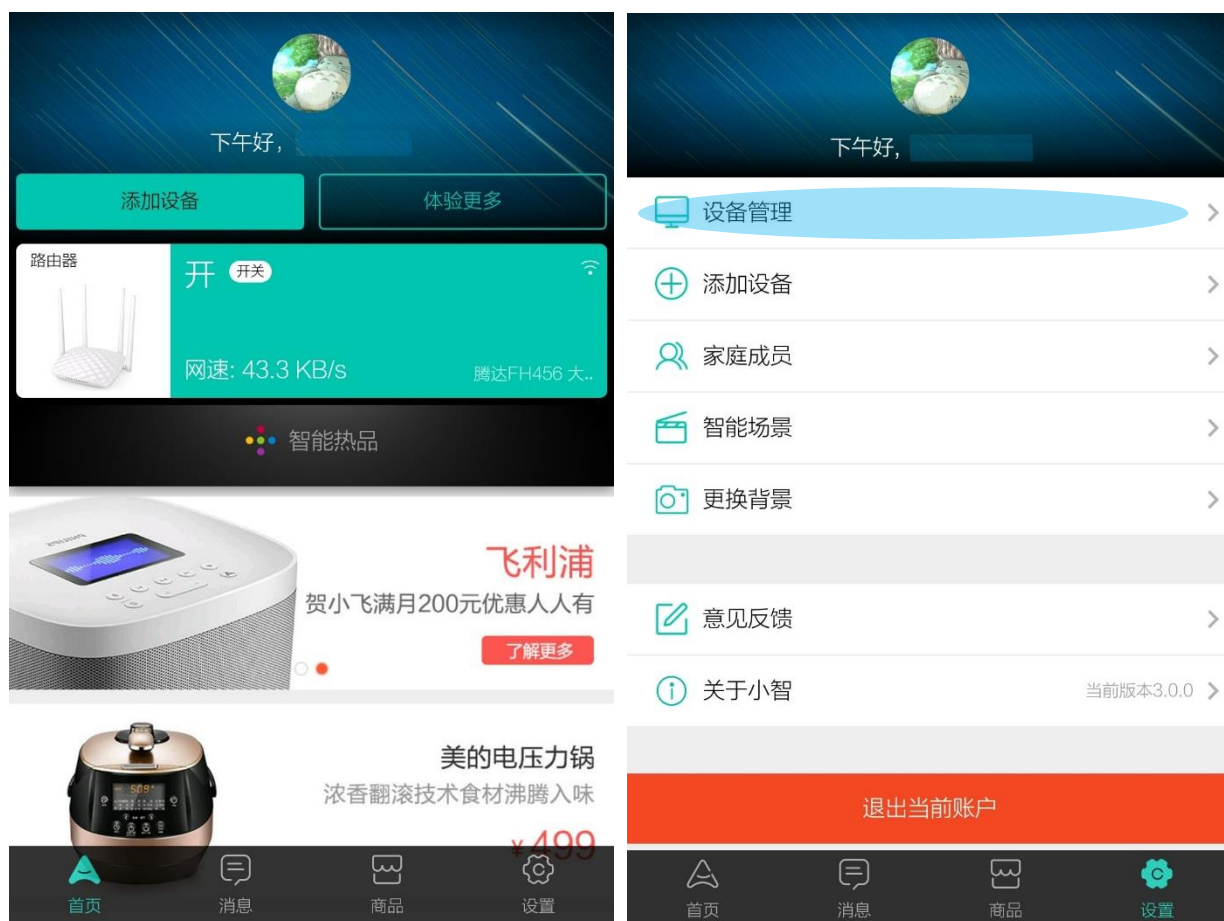 下午好，
添加设备
体验更多
路由器
开 开关
网速: 43.3 KB/s
腾达FH456 大..
智能热品
PHILIPS
飞利浦
贺小飞满月200元优惠人人有
了解更多
美的电压力锅
浓香翻滚技术食材沸腾入味
¥499
首页
消息
商品
设置
下午好，
设备管理
添加设备
家庭成员
智能场景
更换背景
意见反馈
关于小智
当前版本3.0.0
退出当前账户
首页
消息
商品
设置